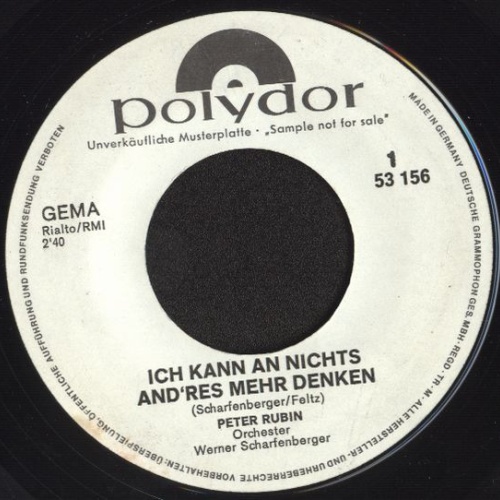 polydor
Unverkäufliche Musterplatte · „Sample not for sale"
1
53 156
GEMA
Rialto/RMI
2'40
ICH KANN AN NICHTS
AND'RES MEHR DENKEN
(Scharfenberger/Feltz)
PETER RUBIN
Orchester
Werner Scharfenberger
MADE IN GERMANY DEUTSCHE GRAMMOPHON GES. MBH - REGD - TR - M - ALLE HERSTELLER- UND URHEBERRECHTE VORBEHALTEN: ÜBERSPIELUNG, ÖFFENTLICHE AUFFÜHRUNG UND RUNDFUNKSENDUNG VERBOTEN